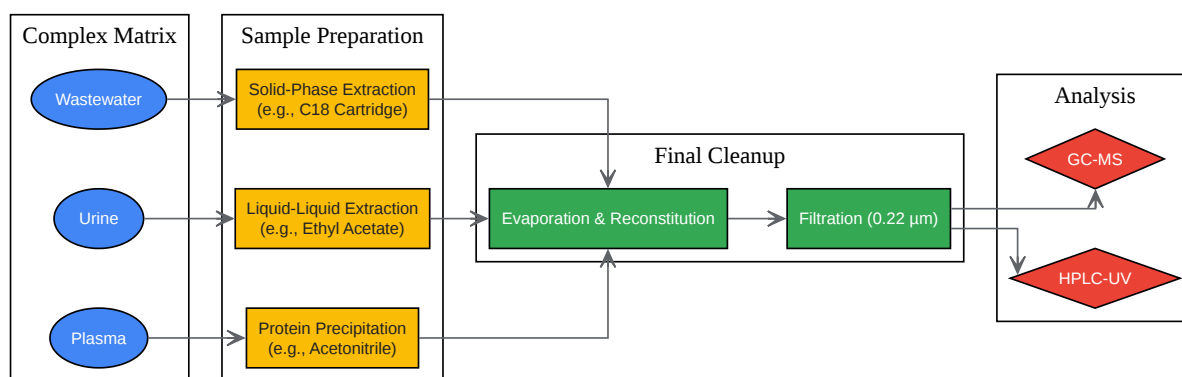 Complex Matrix
Wastewater
Urine
Plasma
Sample Preparation
Solid-Phase Extraction
(e.g., C18 Cartridge)
Liquid-Liquid Extraction
(e.g., Ethyl Acetate)
Protein Precipitation
(e.g., Acetonitrile)
Final Cleanup
Evaporation & Reconstitution
Filtration (0.22 µm)
Analysis
GC-MS
HPLC-UV